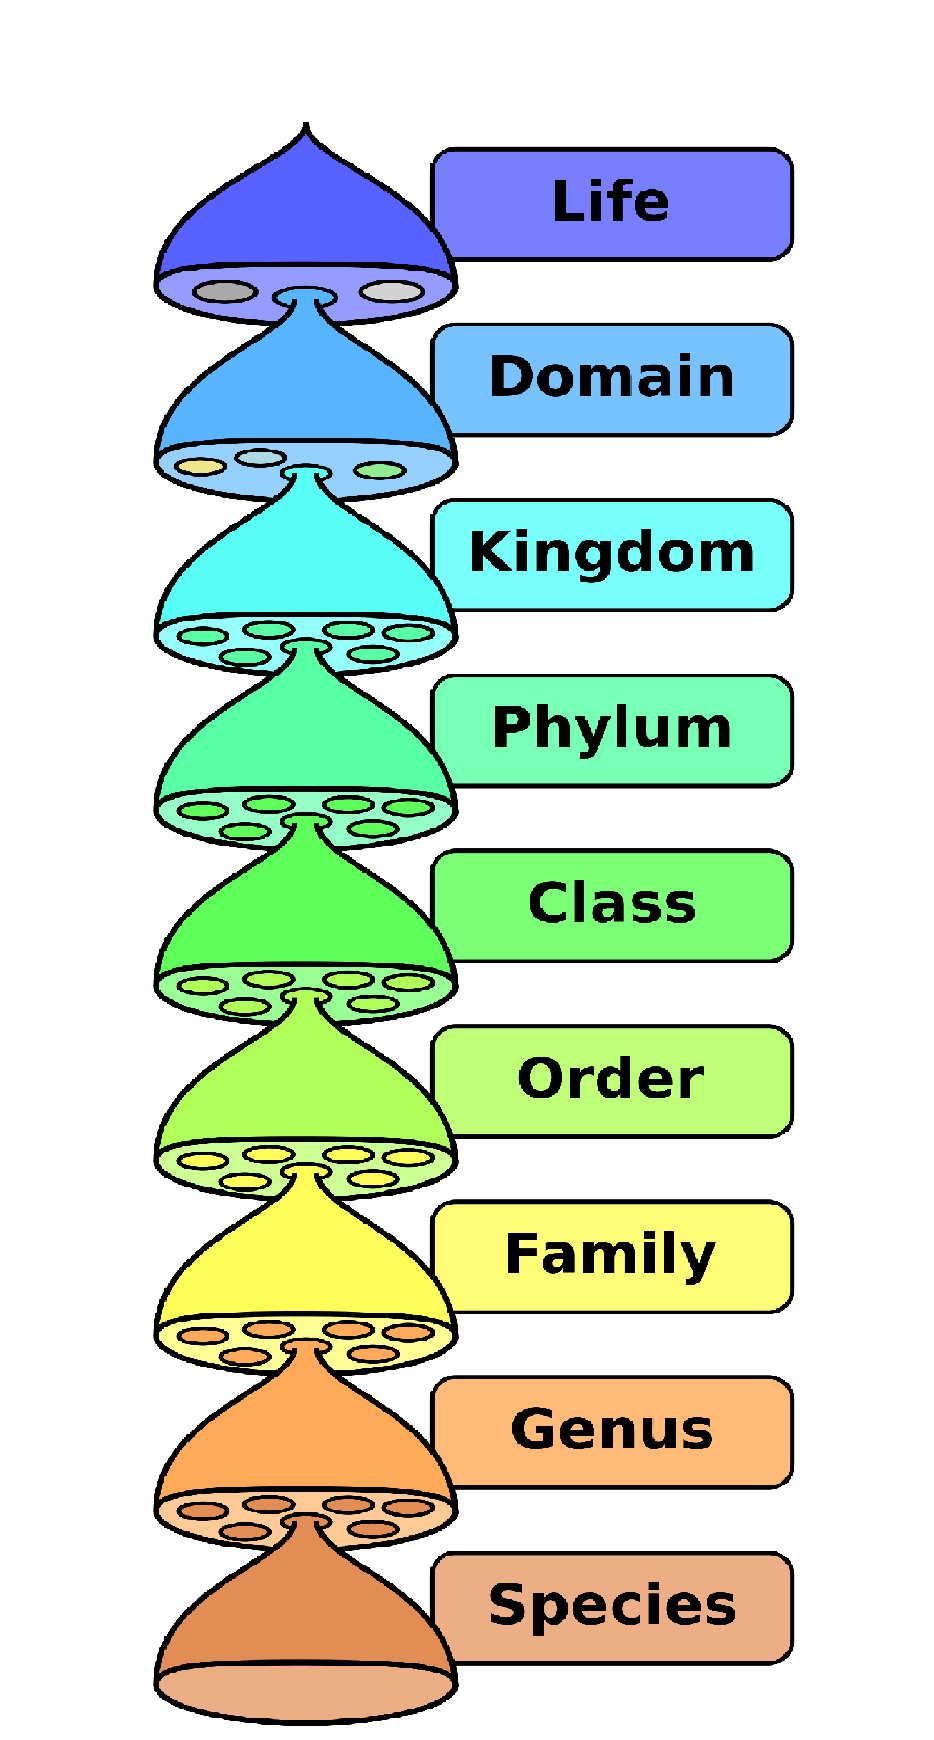 Life
Domain
Kingdom
Phylum
Class
Order
Family
Genus
Species